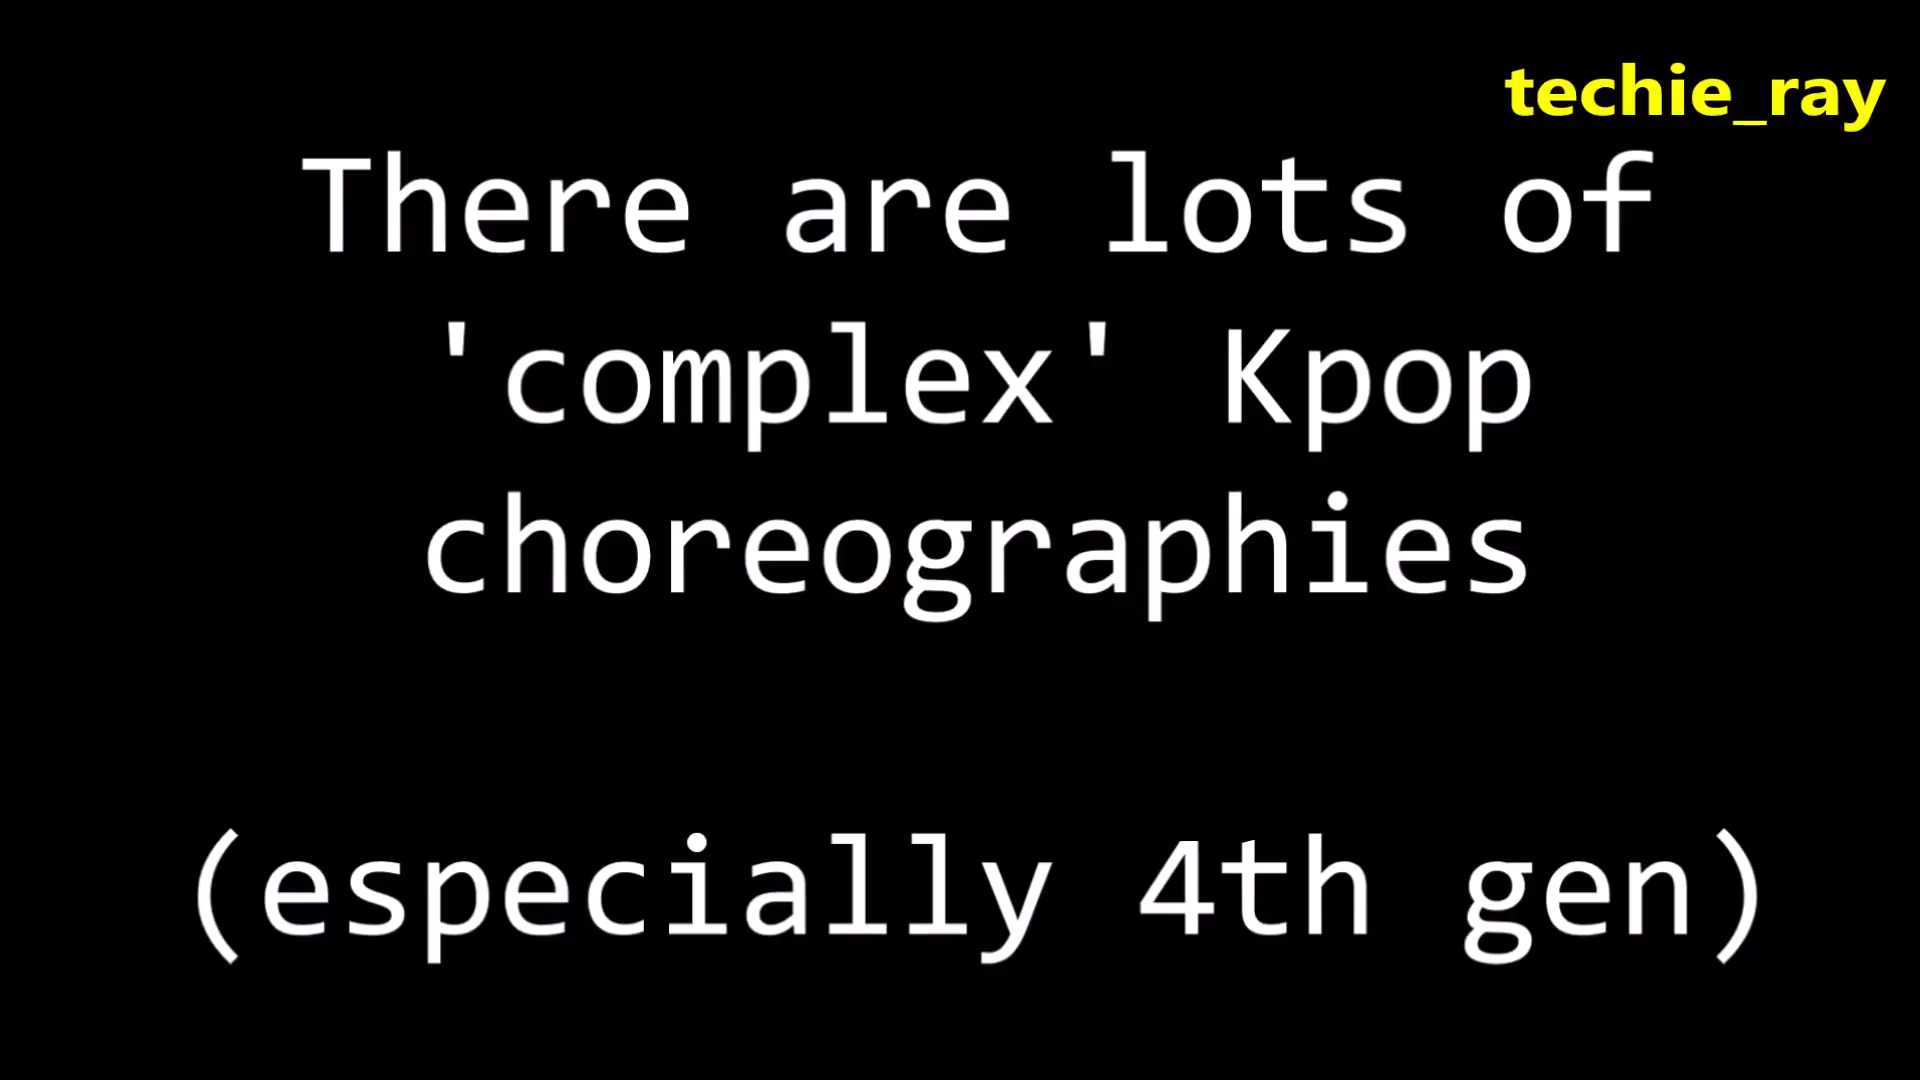 techie_ray
There are lots of
'complex' Kpop
choreographies
(especially 4th gen)